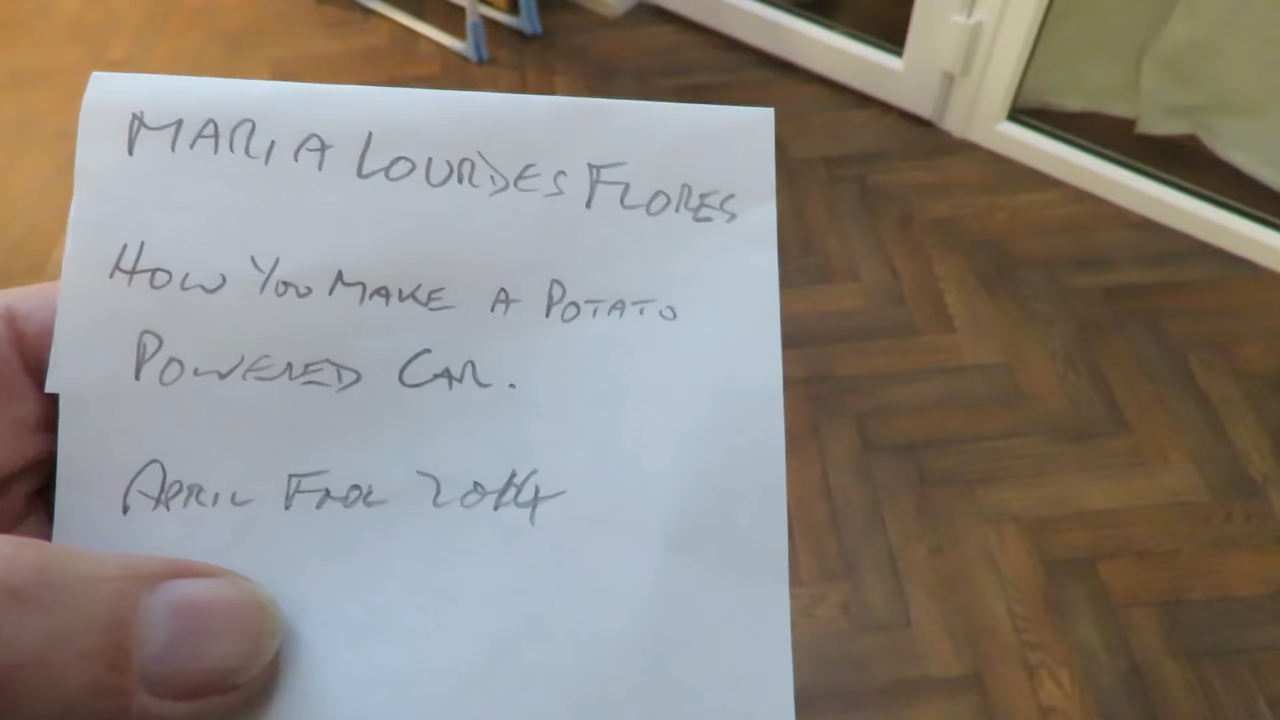 MARIA LOURDES FLORES
HOW YOU MAKE A POTATO
POWERED CAR.
APRIL FOOL 2014